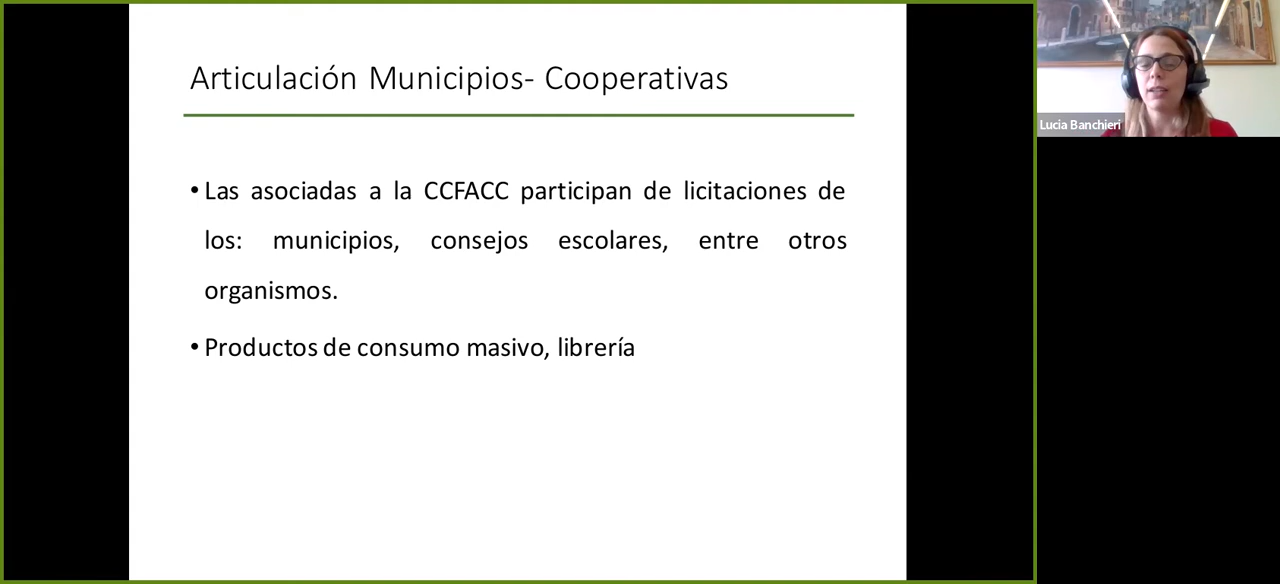 Articulación Municipios- Cooperativas
• Las asociadas a la CCFACC participan de licitaciones de
los: municipios, consejos escolares, entre otros
organismos.
• Productos de consumo masivo, librería
Lucia Banchieri